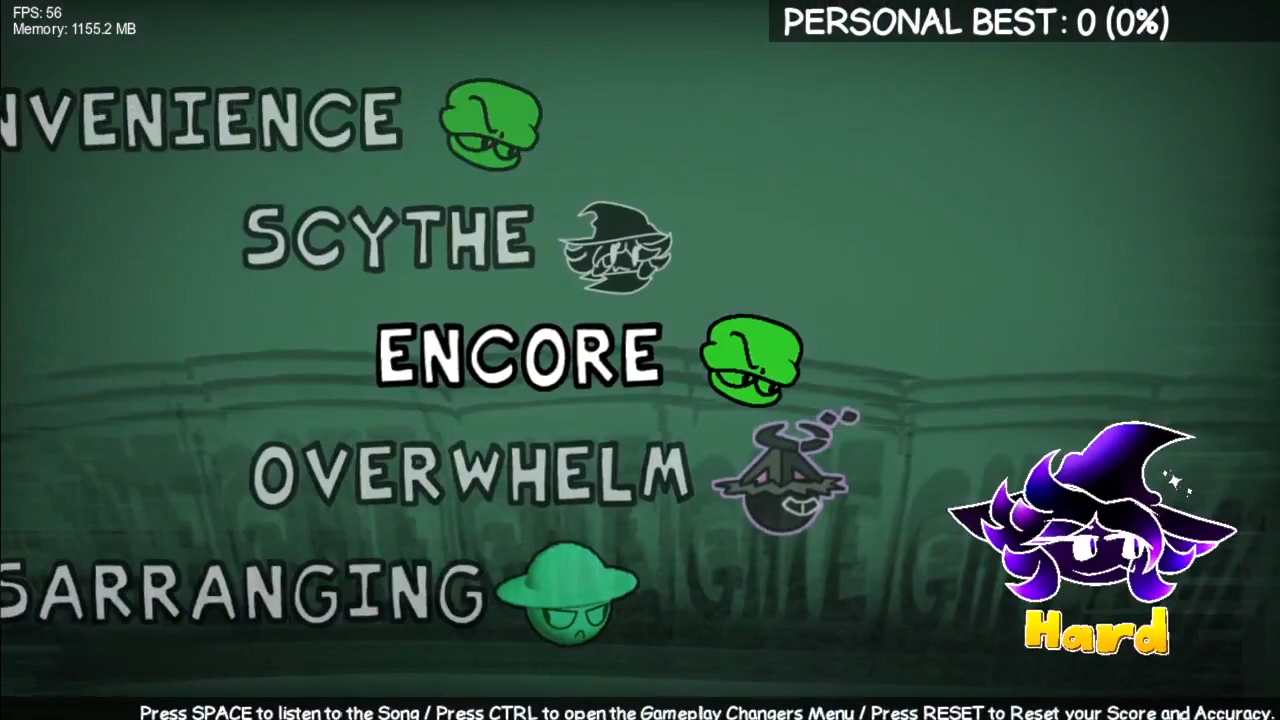 FPS: 56
Memory: 1155.2 MB
PERSONAL BEST: 0 (0%)
NVENIENCE
SCYTHE
ENCORE
OVERWHELM
SARRANGING
Hard
Press SPACE to listen to the Song / Press CTRL to open the Gameplay Changers Menu / Press RESET to Reset your Score and Accuracy.